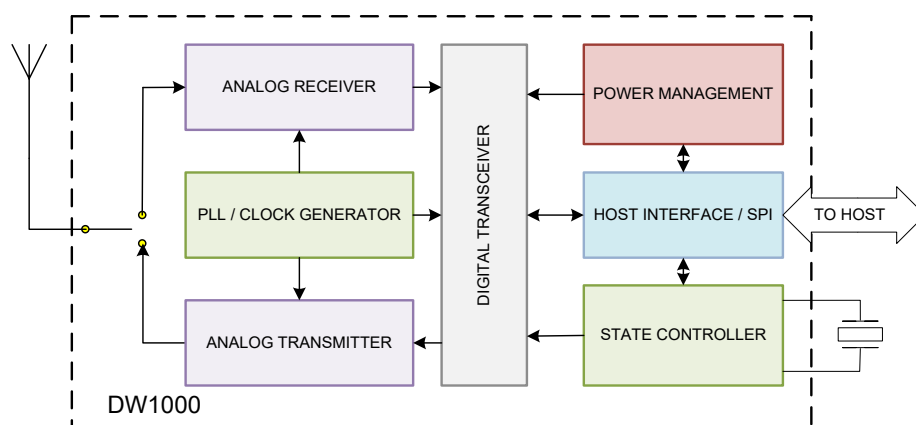 ANALOG RECEIVER
POWER MANAGEMENT
PLL / CLOCK GENERATOR
DIGITAL TRANSCEIVER
HOST INTERFACE / SPI
TO HOST
ANALOG TRANSMITTER
STATE CONTROLLER
DW1000